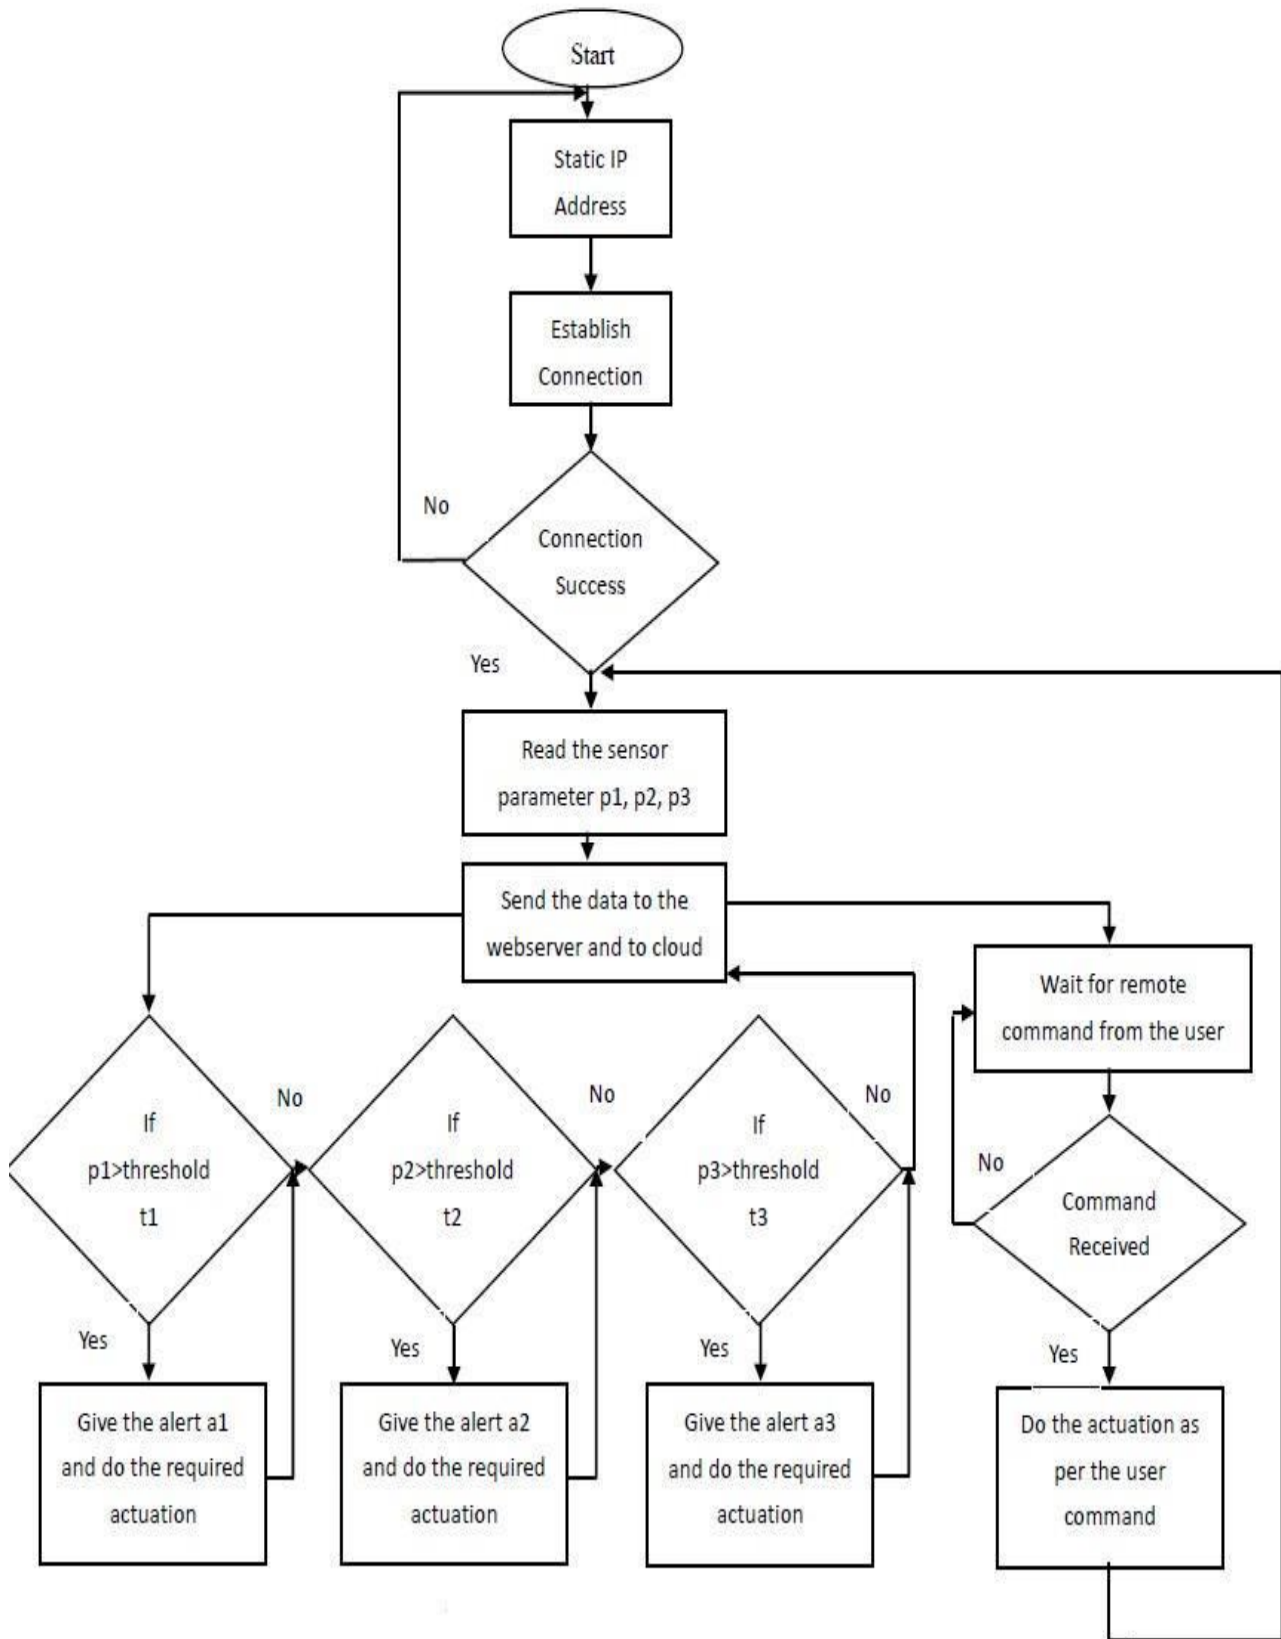 Start
Static IP
Address
Establish
Connection
No
Connection
Success
Yes
Read the sensor
parameter p1, p2, p3
Send the data to the
webserver and to cloud
Wait for remote
command from the user
If
p1>threshold
t1
No
If
p2>threshold
t2
No
If
p3>threshold
t3
No
No
Command
Received
Yes
Yes
Yes
Yes
Give the alert a1
and do the required
actuation
Give the alert a2
and do the required
actuation
Give the alert a3
and do the required
actuation
Do the actuation as
per the user
command